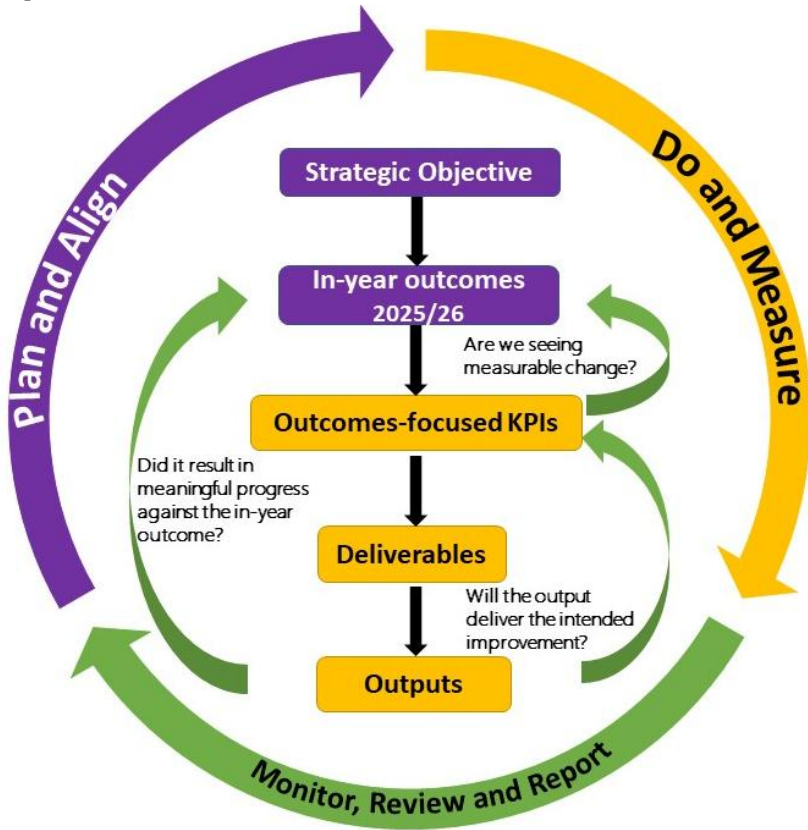 Plan and Align
Do and Measure
Strategic Objective
In-year outcomes
2025/26
Are we seeing
measurable change?
Outcomes-focused KPIs
Did it result in
meaningful progress
against the in-year
outcome?
Deliverables
Will the output
deliver the intended
improvement?
Outputs
Monitor, Review and Report